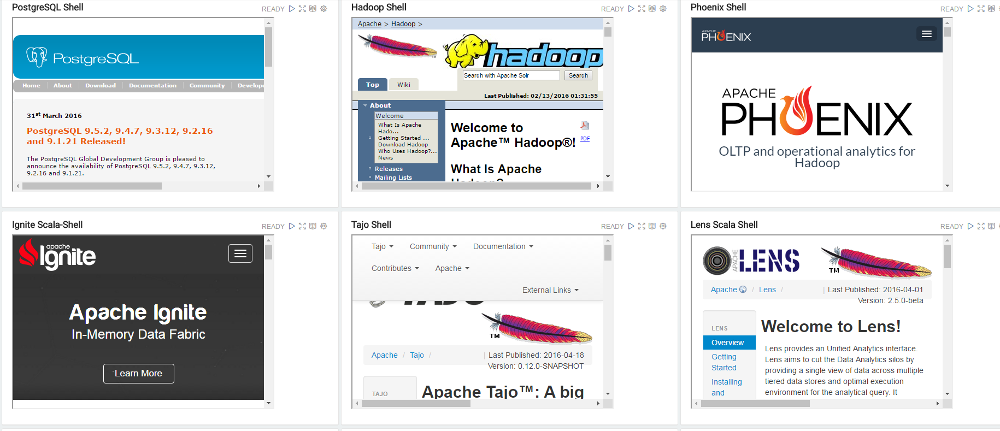 PostgreSQL Shell
READY
PostgreSQL
Home About Download Documentation Community Develope
31st March 2016
PostgreSQL 9.5.2, 9.4.7, 9.3.12, 9.2.16
and 9.1.21 Released!
The PostgreSQL Global Development Group is pleased to
announce the availability of PostgreSQL 9.5.2, 9.4.7, 9.3.12,
9.2.16 and 9.1.21.
Hadoop Shell
READY
Apache > Hadoop >
TM
hadoop
Search with Apache Solr Search
Top Wiki
Last Published: 02/13/2016 01:31:55
About
Welcome
What Is Apache
Hado...
Getting Started ...
Download Hadoop
Who Uses Hadoop?...
News
Releases
Mailing Lists
Welcome to
Apache™ Hadoop®!
PDF
What Is Apache
Hadoop?
Phoenix Shell
READY
APACHE
PHOENIX
APACHE
PHOENIX
OLTP and operational analytics for
Hadoop
Ignite Scala-Shell
READY
apache
Ignite
Apache Ignite
In-Memory Data Fabric
Learn More
Tajo Shell
READY
Tajo Community Documentation
Contributes Apache
External Links
TAJO
TM
Apache / Tajo / | Last Published: 2016-04-18
Version: 0.12.0-SNAPSHOT
TAJO
Apache Tajo™: A big
Lens Scala Shell
READY
APACHE
LENS
TM
Apache / Lens / | Last Published: 2016-04-01
Version: 2.5.0-beta
LENS
Overview
Getting
Started
Installing
and
Welcome to Lens!
Lens provides an Unified Analytics interface.
Lens aims to cut the Data Analytics silos by
providing a single view of data across multiple
tiered data stores and optimal execution
environment for the analytical query. It